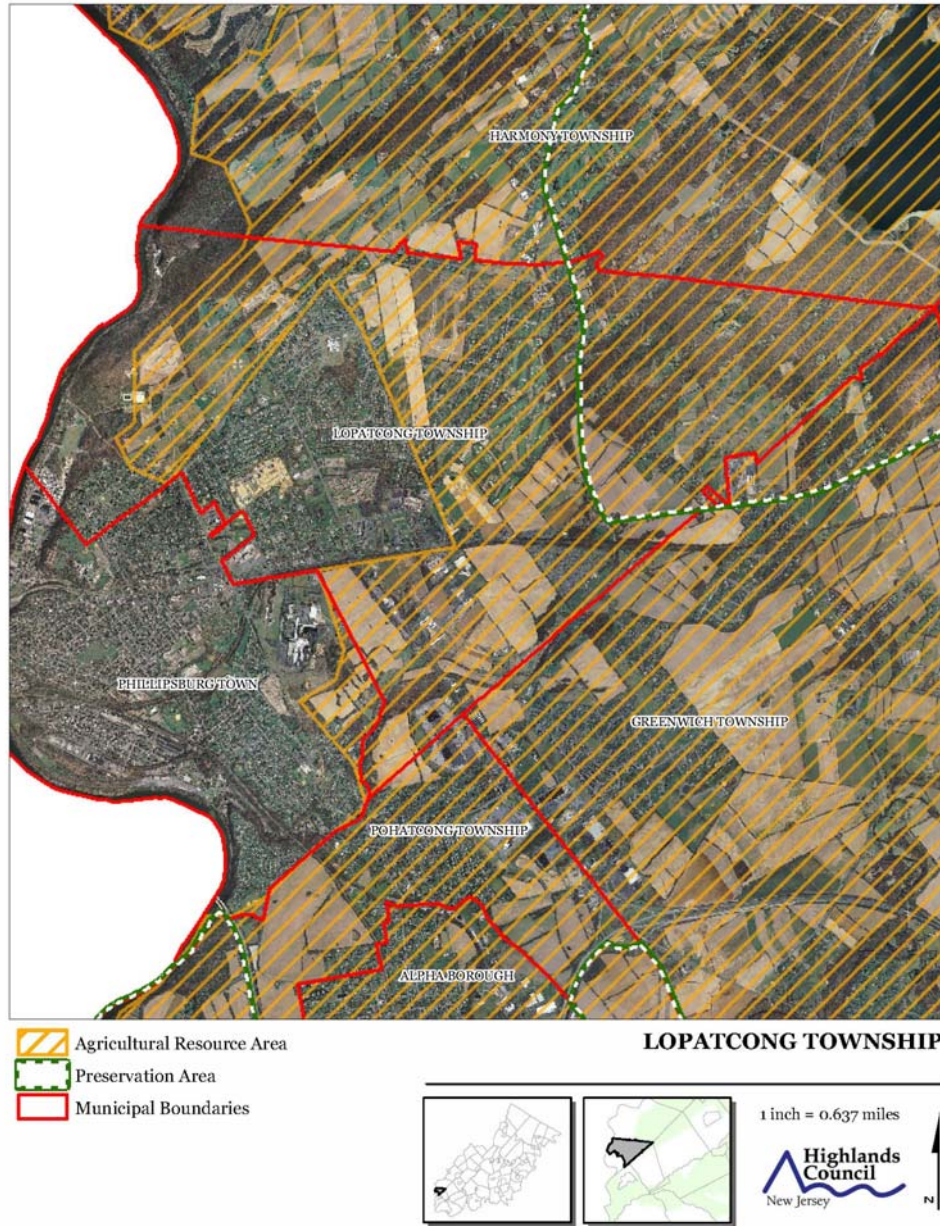 HARMONY TOWNSHIP
LOPATCONG TOWNSHIP
PHILLIPSBURG TOWN
GREENWICH TOWNSHIP
POHATCONG TOWNSHIP
ALPHA BOROUGH
Agricultural Resource Area
Preservation Area
Municipal Boundaries
LOPATCONG TOWNSHIP
1 inch = 0.637 miles
Highlands
Council
New Jersey
N